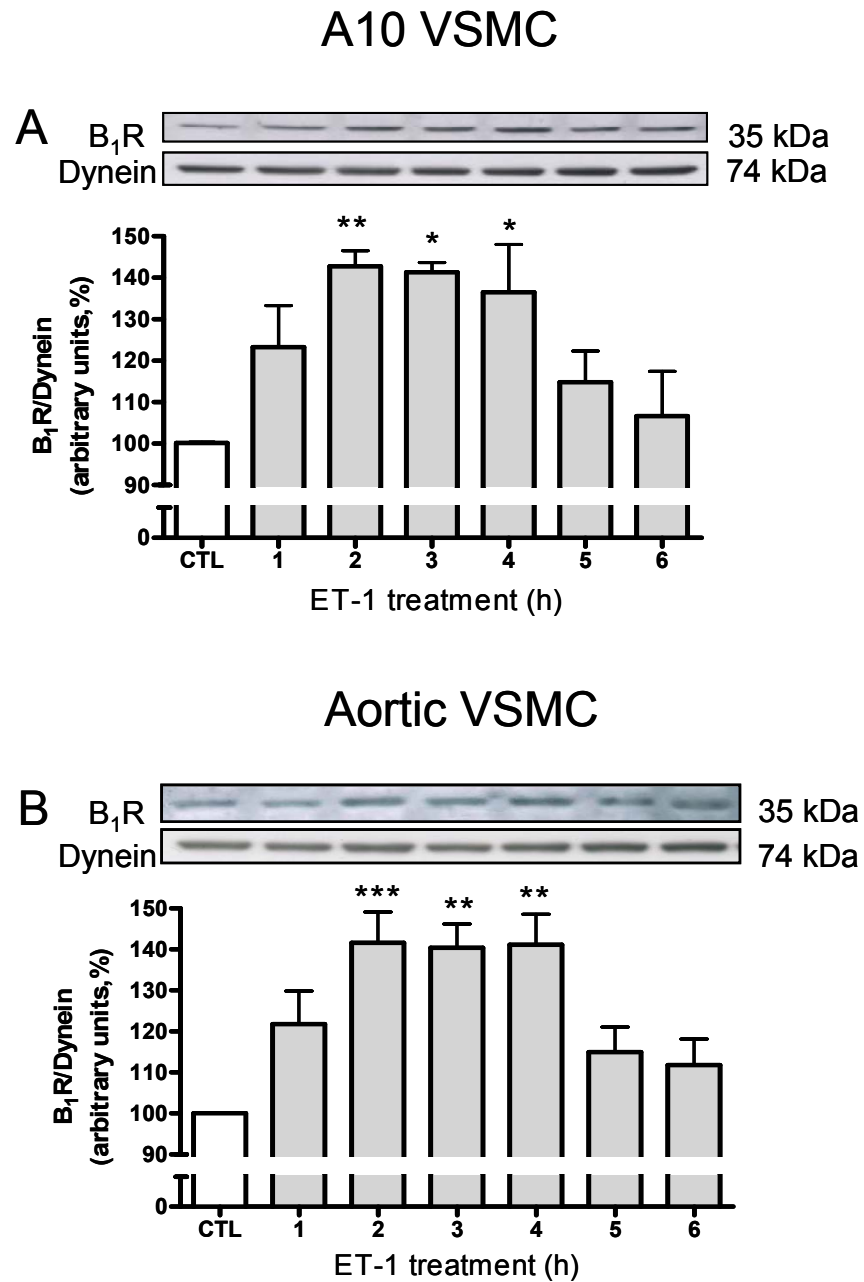 A10 VSMC
A
B₁R
35 kDa
Dynein
74 kDa
** * *
150
140
130
120
110
100
90
0
B₁R/Dynein
(arbitrary units,%)
CTL 1 2 3 4 5 6
ET-1 treatment (h)
Aortic VSMC
B
B₁R
35 kDa
Dynein
74 kDa
*** ** **
150
140
130
120
110
100
90
0
B₁R/Dynein
(arbitrary units,%)
CTL 1 2 3 4 5 6
ET-1 treatment (h)